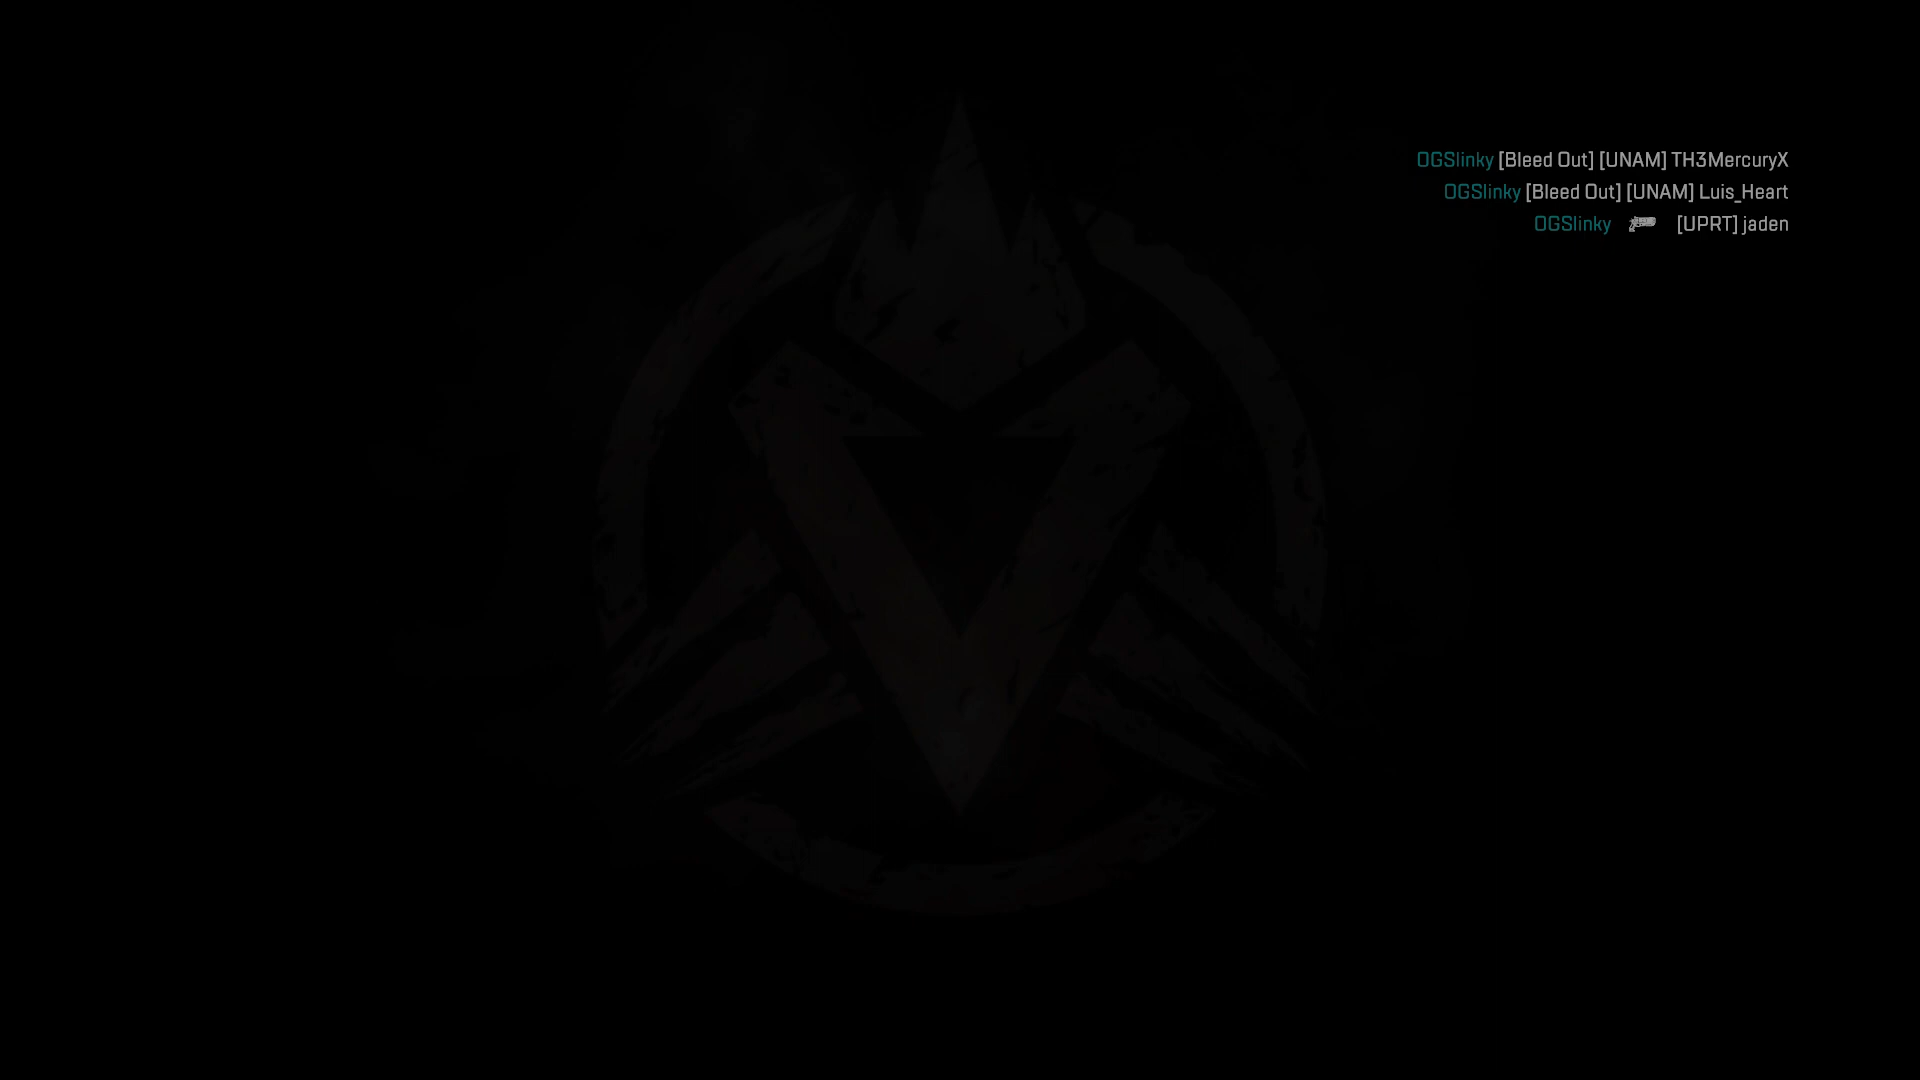 OGSlinky [Bleed Out] [UNAM] TH3MercuryX
OGSlinky [Bleed Out] [UNAM] Luis_Heart
OGSlinky [UPRT] jaden